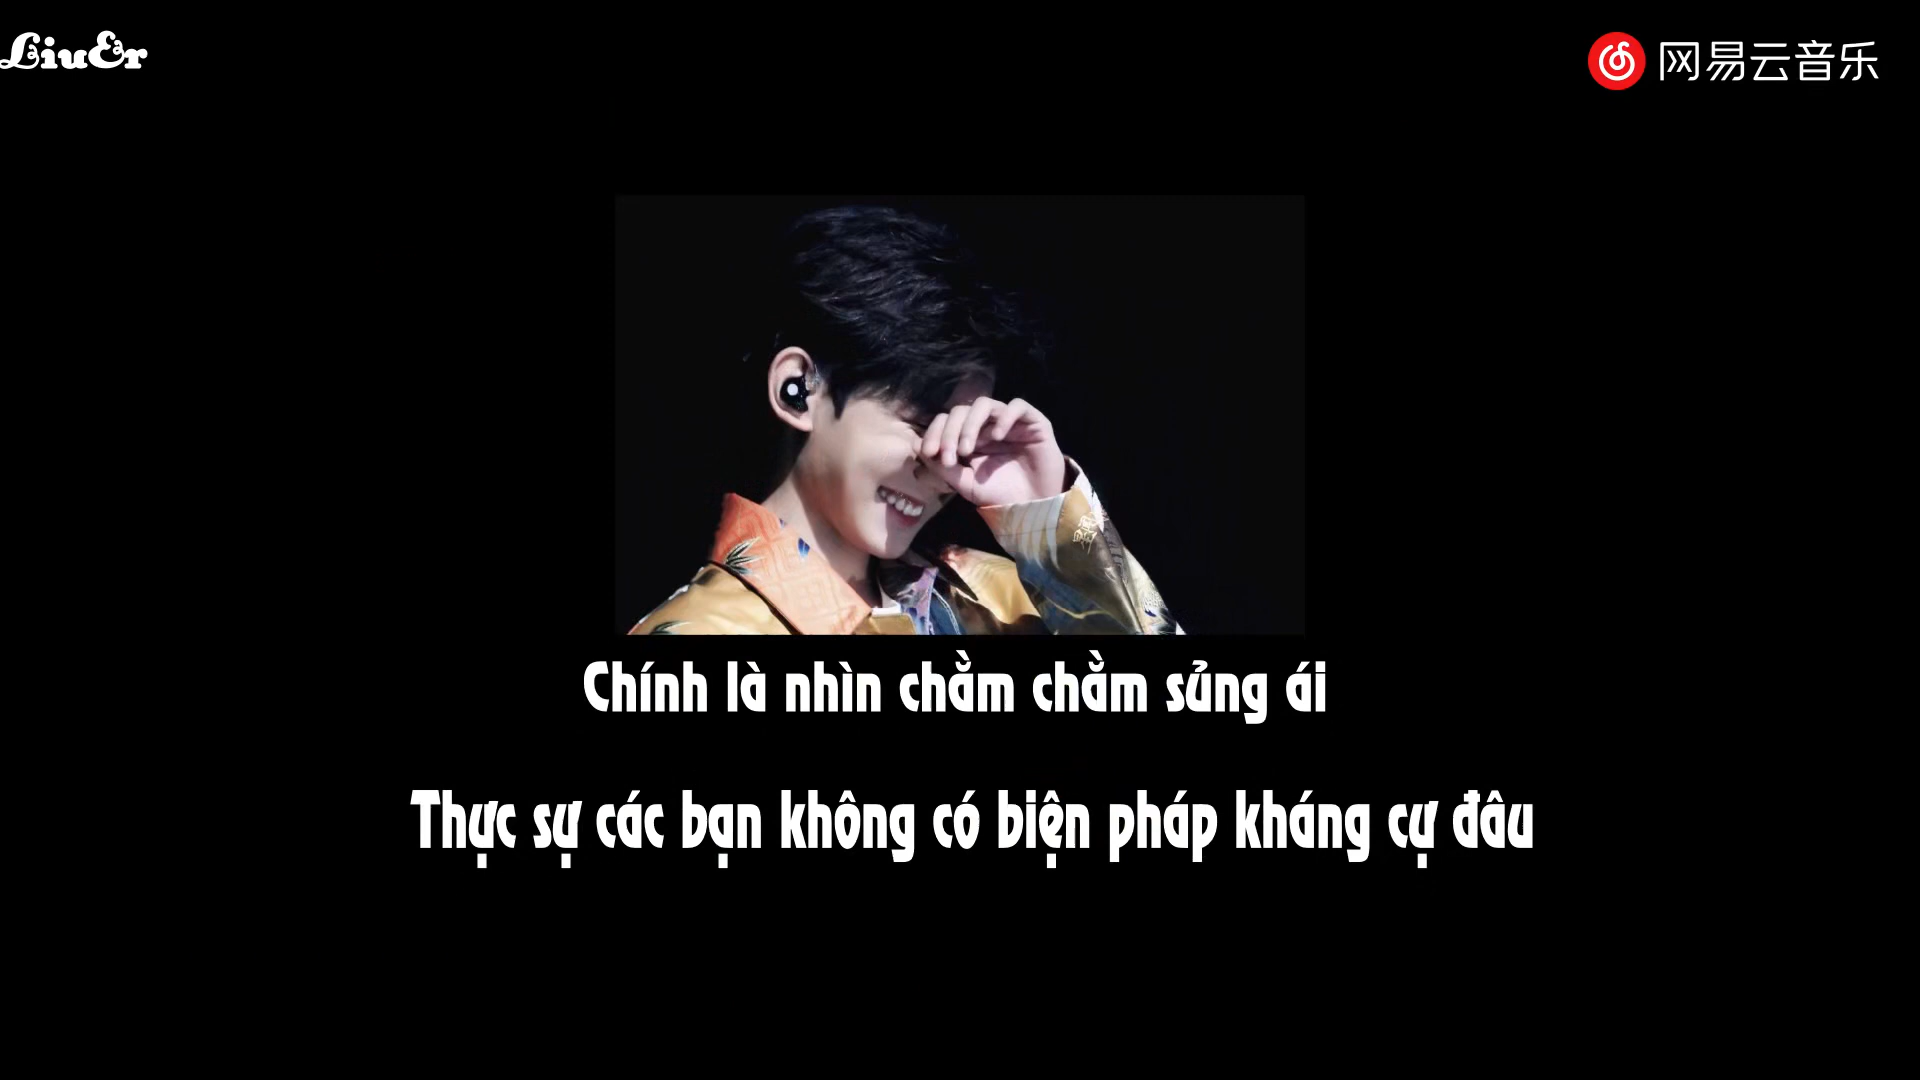 LiuEr
网易云音乐
Chính là nhìn chằm chằm sủng ái
Thực sự các bạn không có biện pháp kháng cự đâu